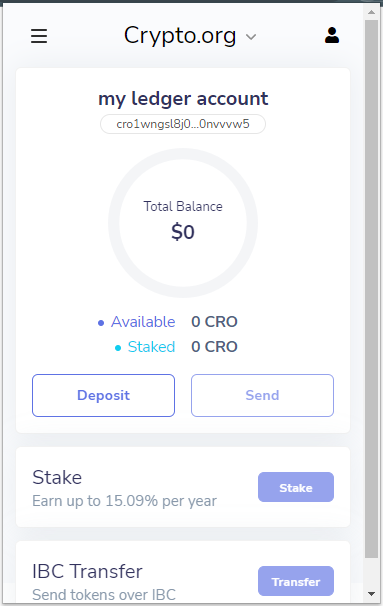 Crypto.org
my ledger account
cro1wngsl8j0...0nvvvw5
Total Balance
$0
Available 0 CRO
Staked 0 CRO
Deposit Send
Stake
Earn up to 15.09% per year
Stake
IBC Transfer
Send tokens over IBC
Transfer